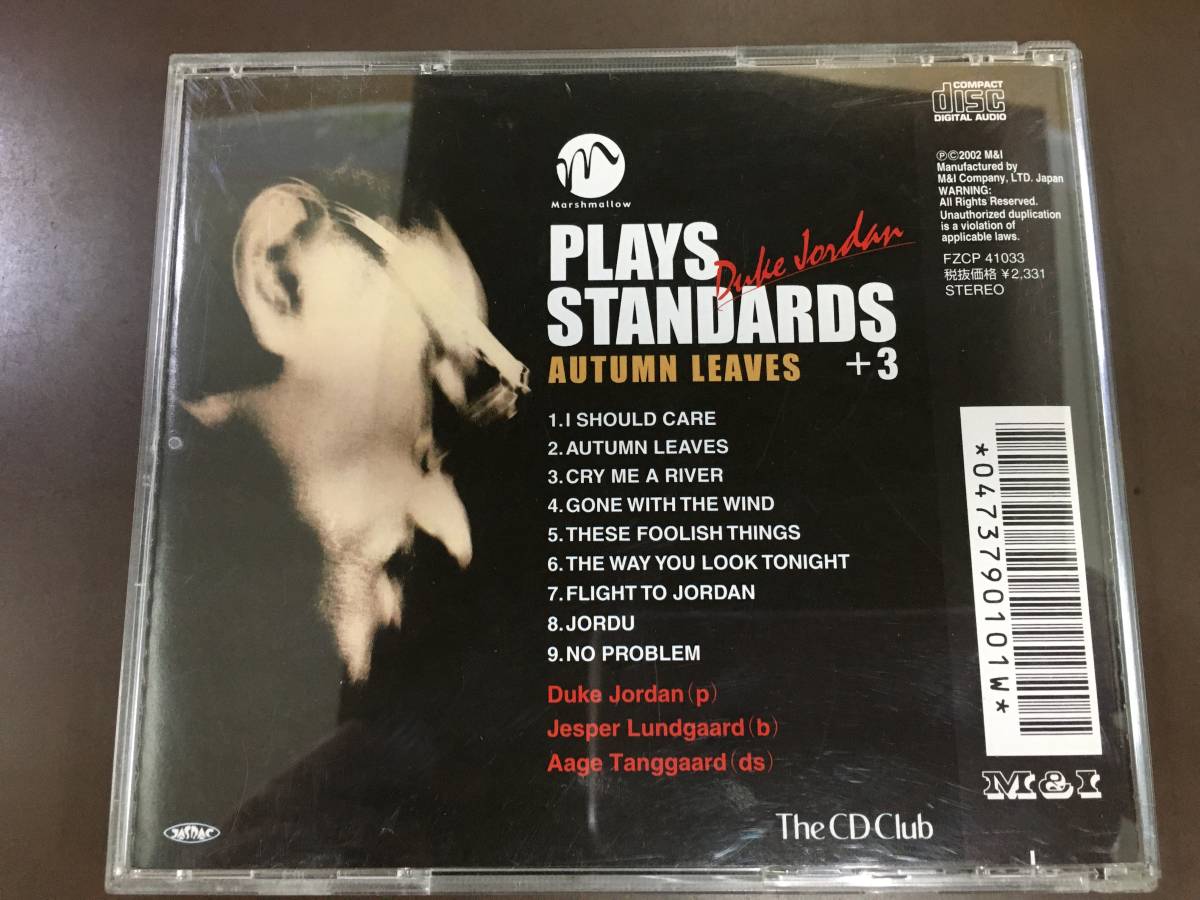 COMPACT
disc
DIGITAL AUDIO
Marshmallow
PLAYS
Duke Jordan
STANDARDS
AUTUMN LEAVES +3
1.I SHOULD CARE
2.AUTUMN LEAVES
3.CRY ME A RIVER
4.GONE WITH THE WIND
5.THESE FOOLISH THINGS
6.THE WAY YOU LOOK TONIGHT
7.FLIGHT TO JORDAN
8.JORDU
9.NO PROBLEM
Duke Jordan(p)
Jesper Lundgaard(b)
Aage Tanggaard(ds)
℗©2002 M&I
Manufactured by
M&I Company, LTD. Japan
WARNING:
All Rights Reserved.
Unauthorized duplication
is a violation of
applicable laws.
FZCP 41033
税抜価格 ¥2,331
STEREO
*0473790101W*
M&I
JASRAC
The CD Club